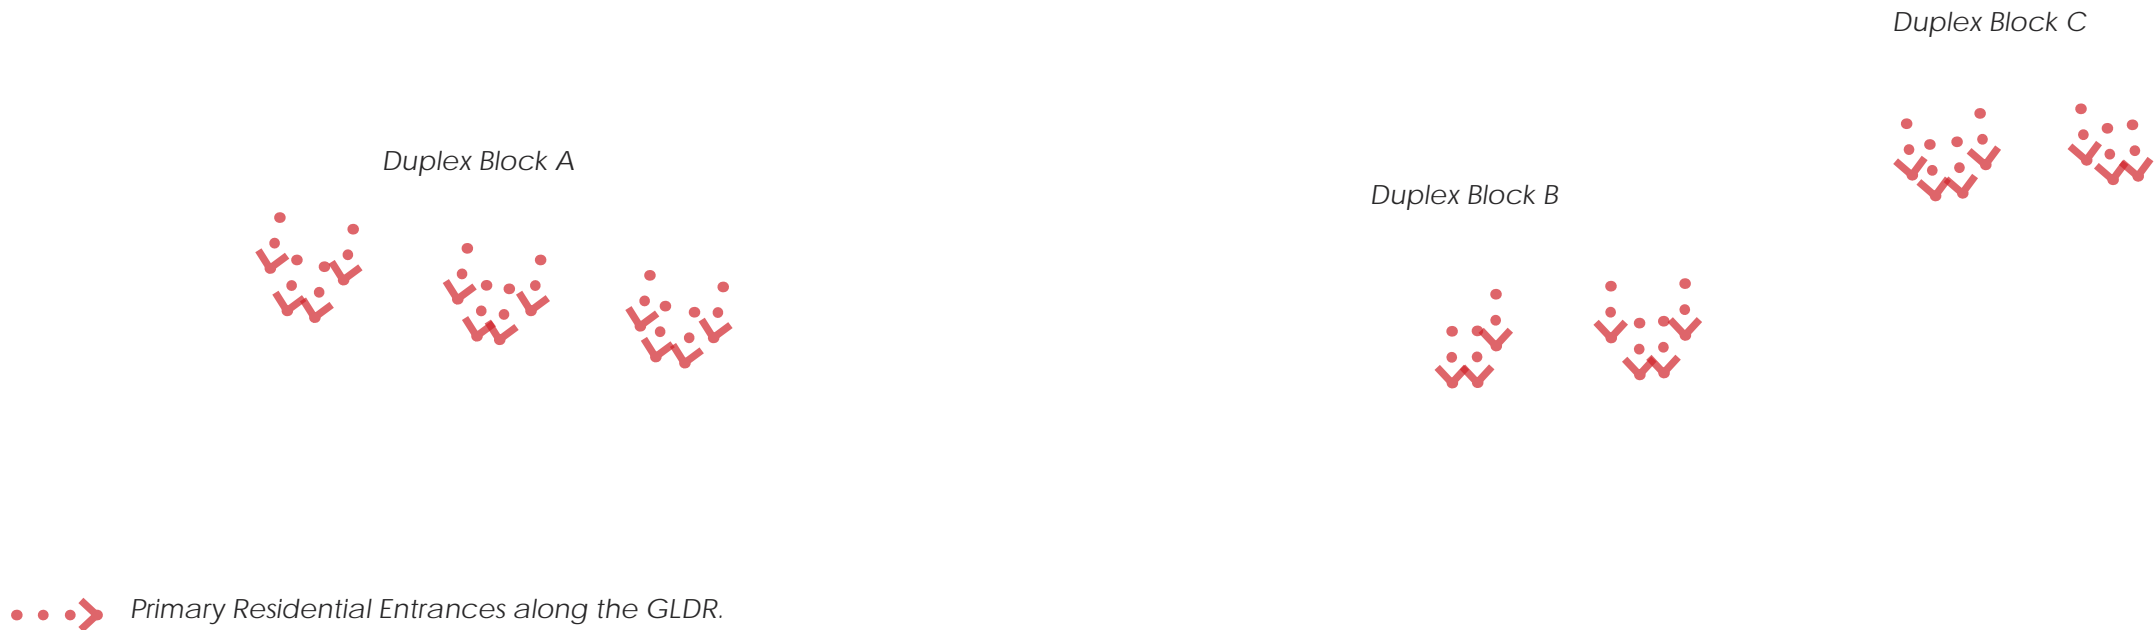 Duplex Block C
Duplex Block A
Duplex Block B
Primary Residential Entrances along the GLDR.